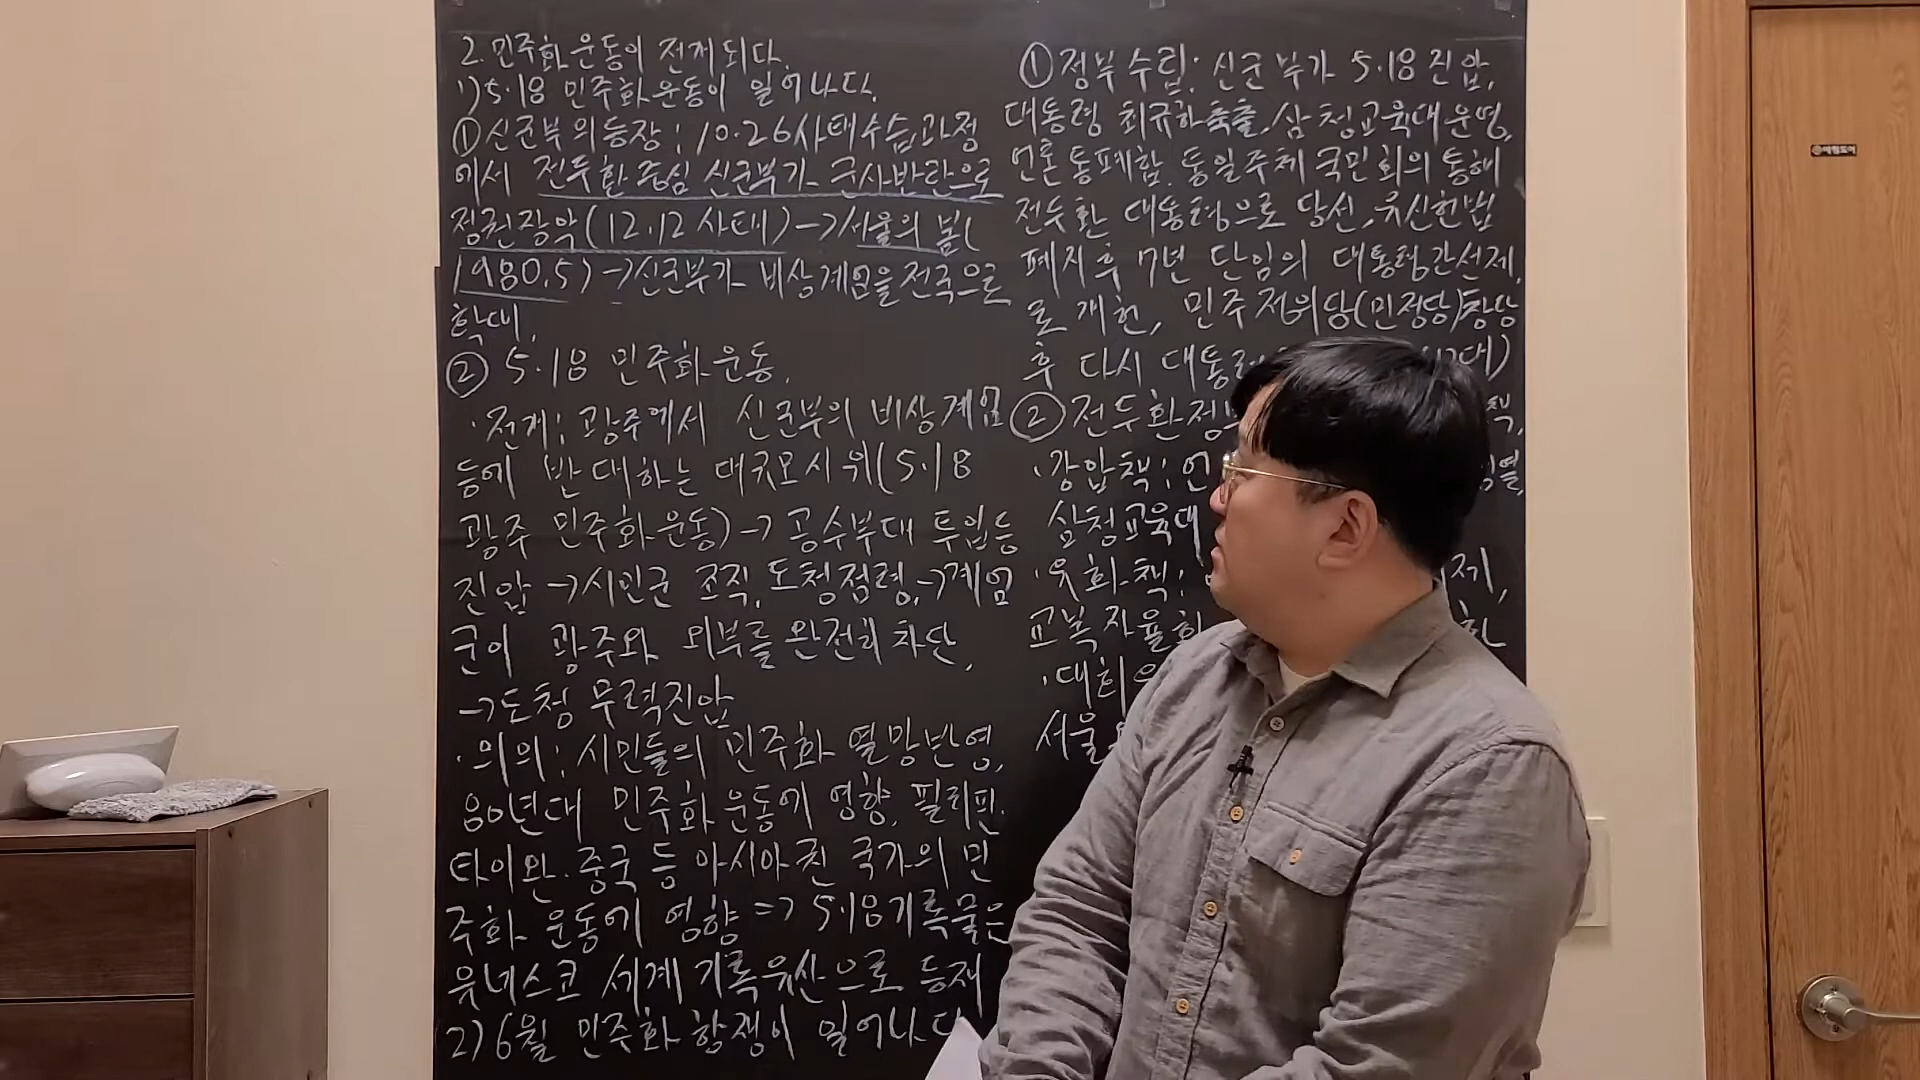 2. 민주화 운동이 전개되다.
1) 5.18 민주화 운동이 일어나다.
① 신군부의 등장 : 10.26사태수습과정
에서 전두환 중심 신군부가 군사반란으로
정권장악(12.12 사태) -> 서울의 봄(
1980.5) -> 신군부가 비상계엄을 전국으로
확대.
② 5.18 민주화운동.
·전개: 광주에서 신군부의 비상계엄
등에 반대하는 대규모시위(5.18
광주 민주화운동) -> 공수부대 투입등
진압 -> 시민군 조직, 도청점령, -> 계엄
군이 광주와 외부를 완전히 차단,
-> 도청 무력진압
·의의: 시민들의 민주화 열망반영,
80년대 민주화운동에 영향, 필리핀.
타이완.중국 등 아시아권 국가의 민
주화 운동에 영향 => 5.18기록물은
유네스코 세계기록유산으로 등재
2) 6월 민주화 항쟁이 일어나다
① 정부수립: 신군부가 5.18진압,
대통령 최규하축출, 삼청교육대운영,
언론통폐합, 통일주체국민회의 통해
전두환 대통령으로 당선, 유신헌법
폐지후 7년 단임의 대통령간선제,
로 개헌, 민주정의당(민정당)창당
후 다시 대통령 12대)
② 전두환정부 책,
·강압책: 언 검열,
삼청교육대
·유화책: 제,
교복자율화 화
·대회
서울